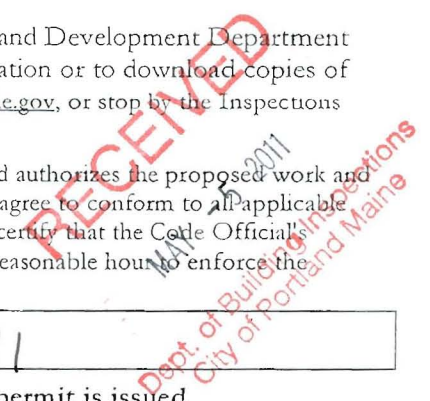 and Development Department
ation or to download copies of
e.gov, or stop by the Inspections
d authorizes the proposed work and
agree to conform to all applicable
certify that the Code Official's
easonable hour to enforce the
permit is issued
RECEIVED
MAY - 5 2011
Dept. of Building Inspections
City of Portland Maine